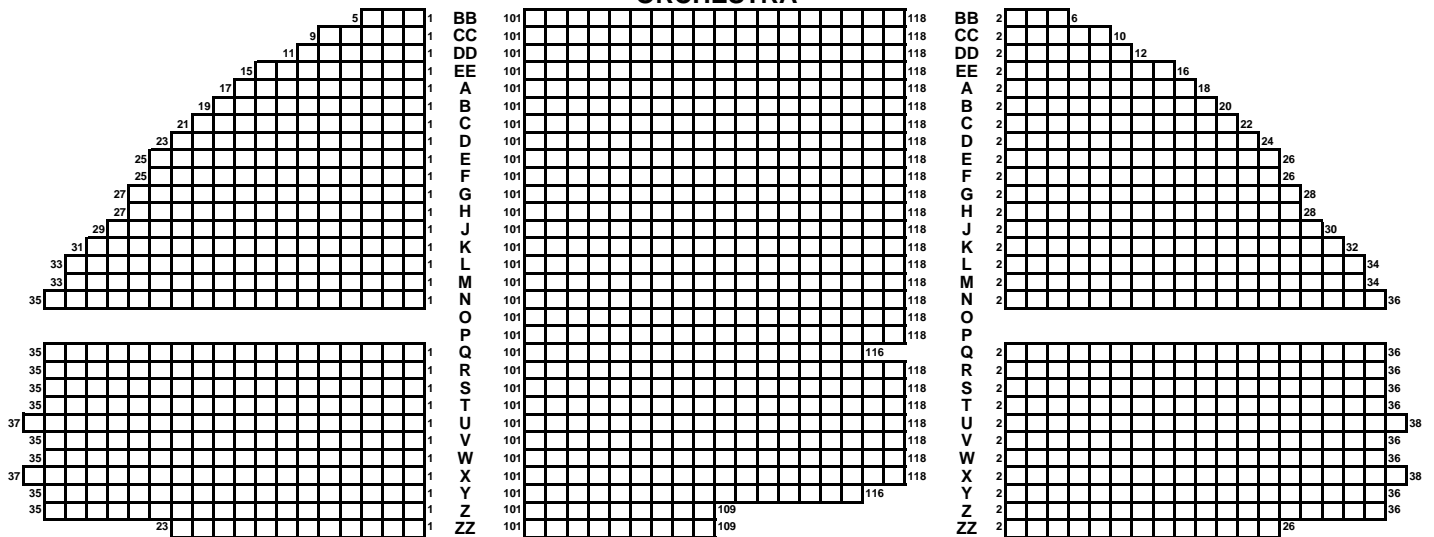 ORCHESTRA
5 1 BB 101 118 BB 2 6
9 1 CC 101 118 CC 2 10
11 1 DD 101 118 DD 2 12
15 1 EE 101 118 EE 2 16
17 1 A 101 118 A 2 18
19 1 B 101 118 B 2 20
21 1 C 101 118 C 2 22
23 1 D 101 118 D 2 24
25 1 E 101 118 E 2 26
25 1 F 101 118 F 2 26
27 1 G 101 118 G 2 28
27 1 H 101 118 H 2 28
29 1 J 101 118 J 2 30
31 1 K 101 118 K 2 32
33 1 L 101 118 L 2 34
33 1 M 101 118 M 2 34
35 1 N 101 118 N 2 36
O 101 118 O
P 101 118 P
35 1 Q 101 116 Q 2 36
35 1 R 101 118 R 2 36
35 1 S 101 118 S 2 36
35 1 T 101 118 T 2 36
37 1 U 101 118 U 2 38
35 1 V 101 118 V 2 36
35 1 W 101 118 W 2 36
37 1 X 101 118 X 2 38
35 1 Y 101 116 Y 2 36
35 1 Z 101 109 Z 2 36
23 1 ZZ 101 109 ZZ 2 26